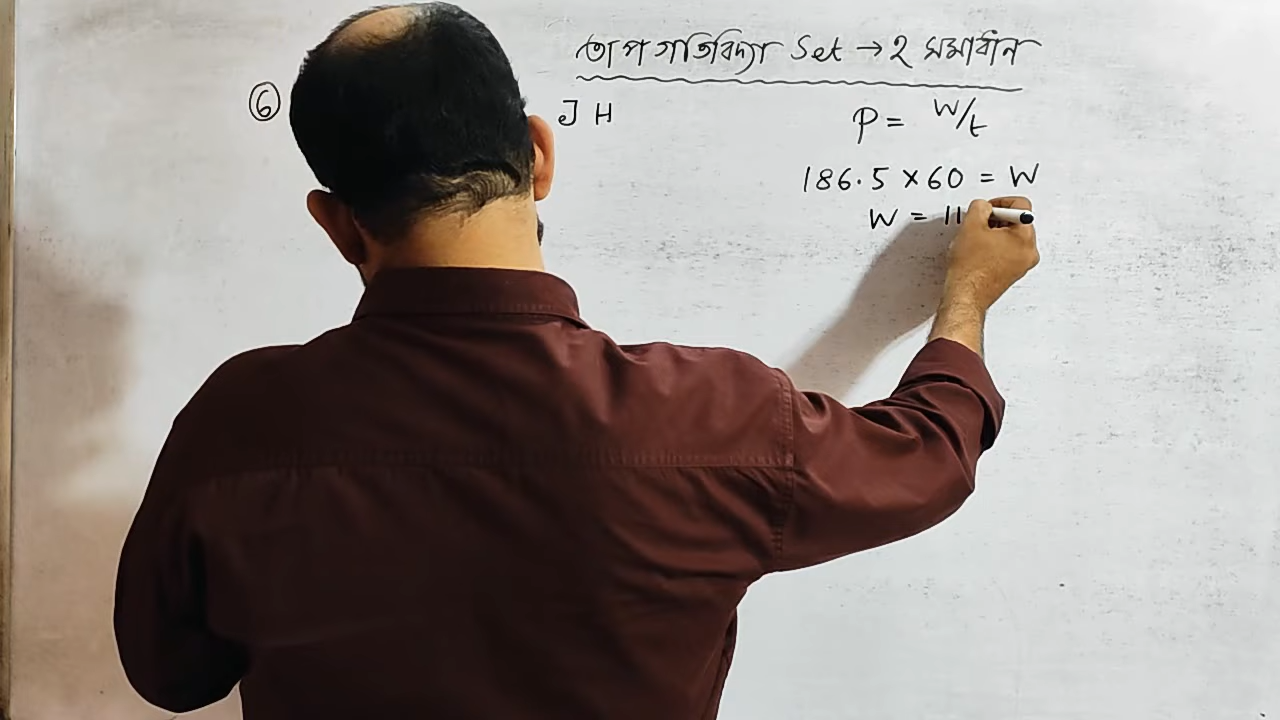 তাপগতিবিদ্যা Set → ২ সমাধান
⑥ J H
P = W/t
186.5 × 60 = W
W = 11